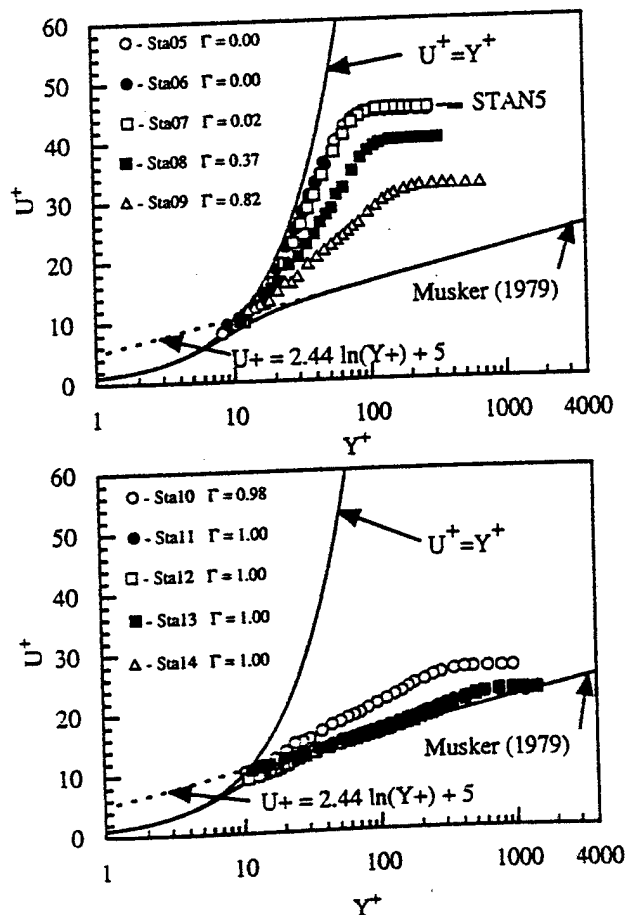 60
50
40
30
20
10
0
U+
○ - Sta05 Γ = 0.00
● - Sta06 Γ = 0.00
□ - Sta07 Γ = 0.02
■ - Sta08 Γ = 0.37
△ - Sta09 Γ = 0.82
U+=Y+
STAN5
Musker (1979)
U+ = 2.44 ln(Y+) + 5
1 10 100 1000 4000
Y+
60
50
40
30
20
10
0
U+
○ - Sta10 Γ = 0.98
● - Sta11 Γ = 1.00
□ - Sta12 Γ = 1.00
■ - Sta13 Γ = 1.00
△ - Sta14 Γ = 1.00
U+=Y+
Musker (1979)
U+ = 2.44 ln(Y+) + 5
1 10 100 1000 4000
Y+